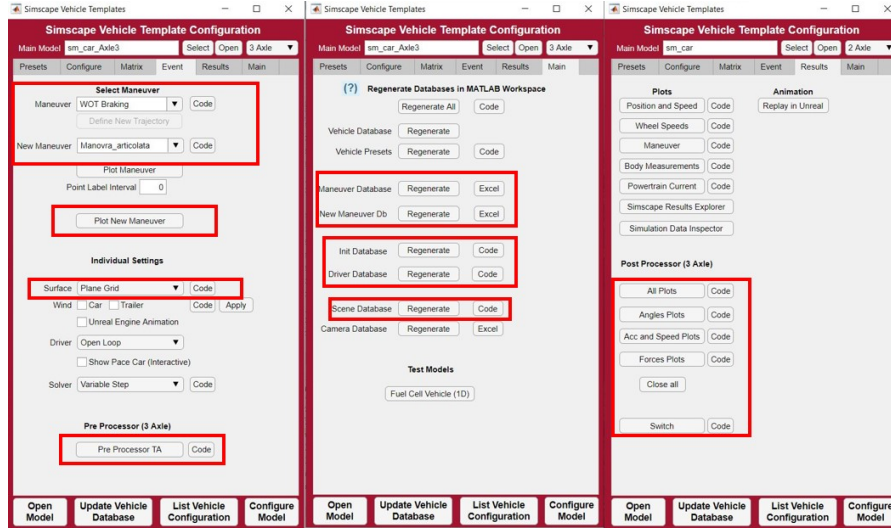 Simscape Vehicle Templates
Simscape Vehicle Template Configuration
Main Model sm_car_Axle3 Select Open 3 Axle
Presets Configure Matrix Event Results Main
Select Maneuver
Maneuver WOT Braking Code
Define New Trajectory
New Maneuver Manovra_articolata Code
Plot Maneuver
Point Label Interval 0
Plot New Maneuver
Individual Settings
Surface Plane Grid Code
Wind Car Trailer Code Apply
Unreal Engine Animation
Driver Open Loop
Show Pace Car (Interactive)
Solver Variable Step Code
Pre Processor (3 Axle)
Pre Processor TA Code
Open Model Update Vehicle Database List Vehicle Configuration Configure Model
Simscape Vehicle Templates
Simscape Vehicle Template Configuration
Main Model sm_car_Axle3 Select Open 3 Axle
Presets Configure Matrix Event Results Main
(?) Regenerate Databases in MATLAB Workspace
Regenerate All Code
Vehicle Database Regenerate
Vehicle Presets Regenerate Code
Maneuver Database Regenerate Excel
New Maneuver Db Regenerate Excel
Init Database Regenerate Code
Driver Database Regenerate Code
Scene Database Regenerate Code
Camera Database Regenerate Excel
Test Models
Fuel Cell Vehicle (1D)
Open Model Update Vehicle Database List Vehicle Configuration Configure Model
Simscape Vehicle Templates
Simscape Vehicle Template Configuration
Main Model sm_car Select Open 2 Axle
Presets Configure Matrix Event Results Main
Plots Animation
Position and Speed Code Replay in Unreal
Wheel Speeds Code
Maneuver Code
Body Measurements Code
Powertrain Current Code
Simscape Results Explorer
Simulation Data Inspector
Post Processor (3 Axle)
All Plots Code
Angles Plots Code
Acc and Speed Plots Code
Forces Plots Code
Close all
Switch Code
Open Model Update Vehicle Database List Vehicle Configuration Configure Model